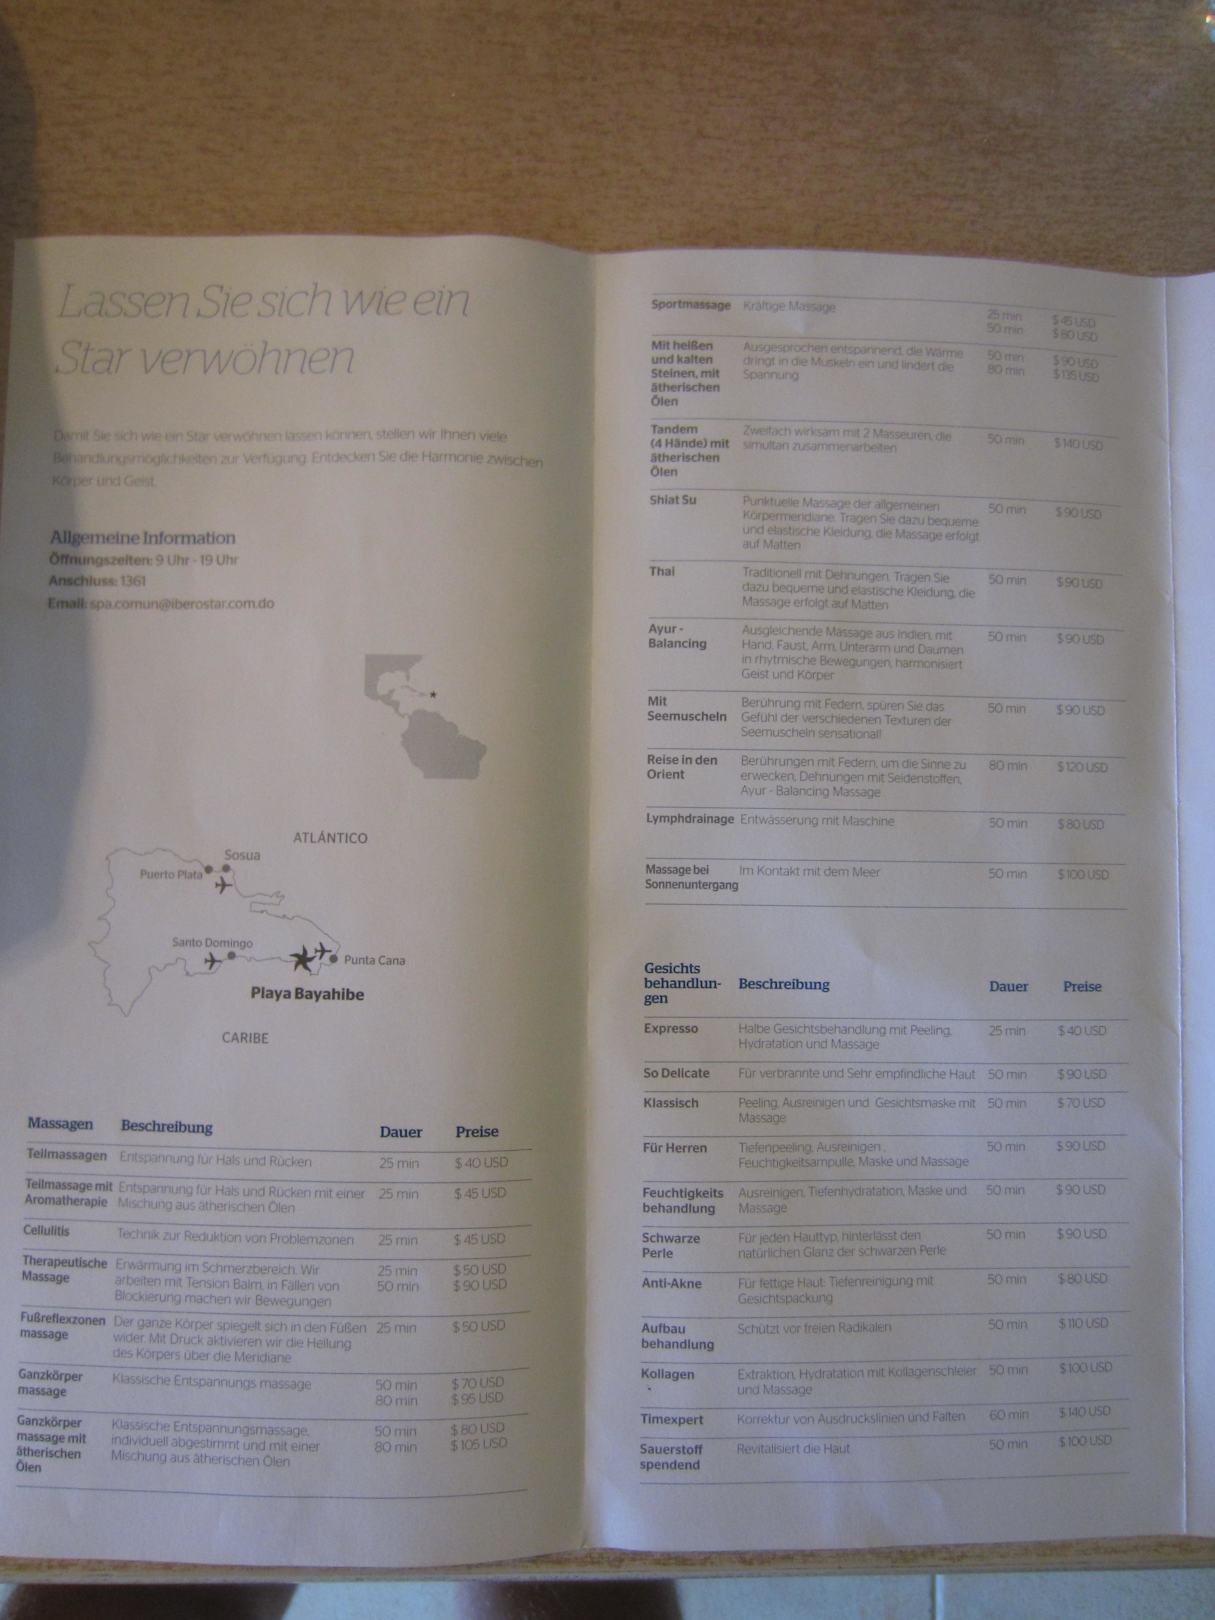 Lassen Sie sich wie ein
Star verwöhnen
Damit Sie sich wie ein Star verwöhnen lassen können, stellen wir Ihnen viele
Behandlungsmöglichkeiten zur Verfügung. Entdecken Sie die Harmonie zwischen
Körper und Geist.
Allgemeine Information
Öffnungszeiten: 9 Uhr - 19 Uhr
Anschluss: 1361
Email: spa.comun@iberostar.com.do
ATLÁNTICO
Sosua
Puerto Plata
Santo Domingo
Punta Cana
Playa Bayahibe
CARIBE
Massagen Beschreibung Dauer Preise
Teilmassagen Entspannung für Hals und Rücken 25 min $ 40 USD
Teilmassage mit Entspannung für Hals und Rücken mit einer 25 min $ 45 USD
Aromatherapie Mischung aus ätherischen Ölen
Cellulitis Technik zur Reduktion von Problemzonen 25 min $ 45 USD
Therapeutische Erwärmung im Schmerzbereich. Wir 25 min $ 50 USD
Massage arbeiten mit Tension Balm, in Fällen von 50 min $ 90 USD
Blockierung machen wir Bewegungen
Fußreflexzonen Der ganze Körper spiegelt sich in den Füßen 25 min $ 50 USD
massage wider. Mit Druck aktivieren wir die Heilung
des Körpers über die Meridiane
Ganzkörper Klassische Entspannungs massage 50 min $ 70 USD
massage 80 min $ 95 USD
Ganzkörper Klassische Entspannungsmassage, 50 min $ 80 USD
massage mit individuell abgestimmt und mit einer 80 min $ 105 USD
ätherischen Mischung aus ätherischen Ölen
Ölen
Sportmassage Kräftige Massage 25 min $ 45 USD
50 min $ 80 USD
Mit heißen Ausgesprochen entspannend, die Wärme 50 min $ 90 USD
und kalten dringt in die Muskeln ein und lindert die 80 min $ 135 USD
Steinen, mit Spannung
ätherischen
Ölen
Tandem Zweifach wirksam mit 2 Masseuren, die 50 min $ 140 USD
(4 Hände) mit simultan zusammenarbeiten
ätherischen
Ölen
Shiat Su Punktuelle Massage der allgemeinen 50 min $ 90 USD
Körpermeridiane. Tragen Sie dazu bequeme
und elastische Kleidung, die Massage erfolgt
auf Matten
Thai Traditionell mit Dehnungen. Tragen Sie 50 min $ 90 USD
dazu bequeme und elastische Kleidung, die
Massage erfolgt auf Matten
Ayur - Ausgleichende Massage aus Indien, mit 50 min $ 90 USD
Balancing Hand, Faust, Arm, Unterarm und Daumen
in rhytmische Bewegungen, harmonisiert
Geist und Körper
Mit Berührung mit Federn, spüren Sie das 50 min $ 90 USD
Seemuscheln Gefühl der verschiedenen Texturen der
Seemuscheln sensationall
Reise in den Berührungen mit Federn, um die Sinne zu 80 min $ 120 USD
Orient erwecken, Dehnungen mit Seidenstoffen,
Ayur - Balancing Massage
Lymphdrainage Entwässerung mit Maschine 50 min $ 80 USD
Massage bei Im Kontakt mit dem Meer 50 min $ 100 USD
Sonnenuntergang
Gesichts
behandlun- Beschreibung Dauer Preise
gen
Expresso Halbe Gesichtsbehandlung mit Peeling, 25 min $ 40 USD
Hydratation und Massage
So Delicate Für verbrannte und Sehr empfindliche Haut 50 min $ 90 USD
Klassisch Peeling, Ausreinigen und Gesichtsmaske mit 50 min $ 70 USD
Massage
Für Herren Tiefenpeeling, Ausreinigen , 50 min $ 90 USD
Feuchtigkeitsampulle, Maske und Massage
Feuchtigkeits Ausreinigen, Tiefenhydratation, Maske und 50 min $ 90 USD
behandlung Massage
Schwarze Für jeden Hauttyp, hinterlässt den 50 min $ 90 USD
Perle natürlichen Glanz der schwarzen Perle
Anti-Akne Für fettige Haut: Tiefenreinigung mit 50 min $ 80 USD
Gesichtspackung
Aufbau Schützt vor freien Radikalen 50 min $ 110 USD
behandlung
Kollagen Extraktion, Hydratation mit Kollagenschleier 50 min $ 100 USD
und Massage
Timexpert Korrektur von Ausdruckslinien und Falten 60 min $ 140 USD
Sauerstoff Revitalisiert die Haut 50 min $ 100 USD
spendend